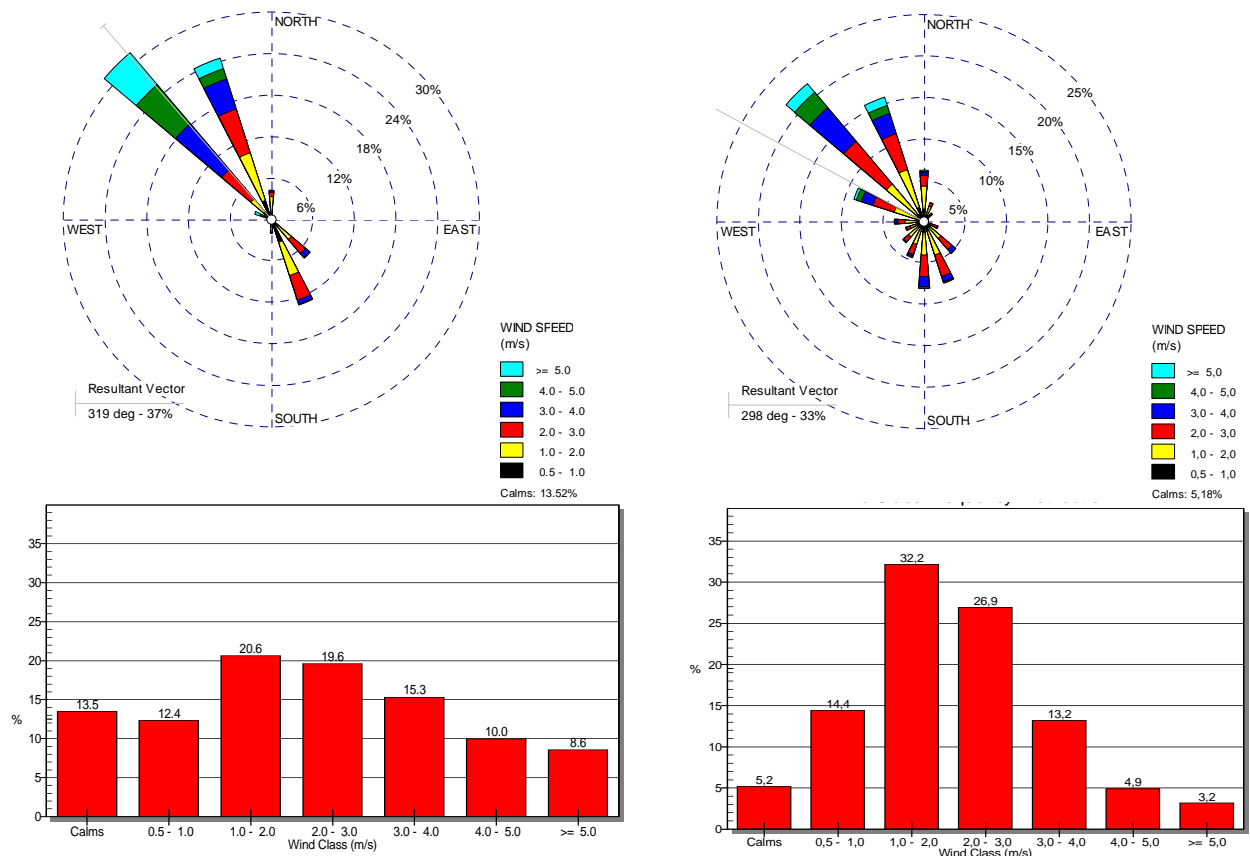 NORTH
30%
24%
18%
12%
6%
WEST
EAST
SOUTH
WIND SPEED
(m/s)
>= 5.0
4.0 - 5.0
3.0 - 4.0
2.0 - 3.0
1.0 - 2.0
0.5 - 1.0
Calms: 13.52%
Resultant Vector
319 deg - 37%
NORTH
25%
20%
15%
10%
5%
WEST
EAST
SOUTH
WIND SPEED
(m/s)
>= 5,0
4,0 - 5,0
3,0 - 4,0
2,0 - 3,0
1,0 - 2,0
0,5 - 1,0
Calms: 5,18%
Resultant Vector
298 deg - 33%
35
30
25
20
15
10
5
0
%
13.5
12.4
20.6
19.6
15.3
10.0
8.6
Calms
0.5 - 1.0
1.0 - 2.0
2.0 - 3.0
3.0 - 4.0
4.0 - 5.0
>= 5.0
Wind Class (m/s)
35
30
25
20
15
10
5
0
%
5,2
14,4
32,2
26,9
13,2
4,9
3,2
Calms
0,5 - 1,0
1,0 - 2,0
2,0 - 3,0
3,0 - 4,0
4,0 - 5,0
>= 5,0
Wind Class (m/s)